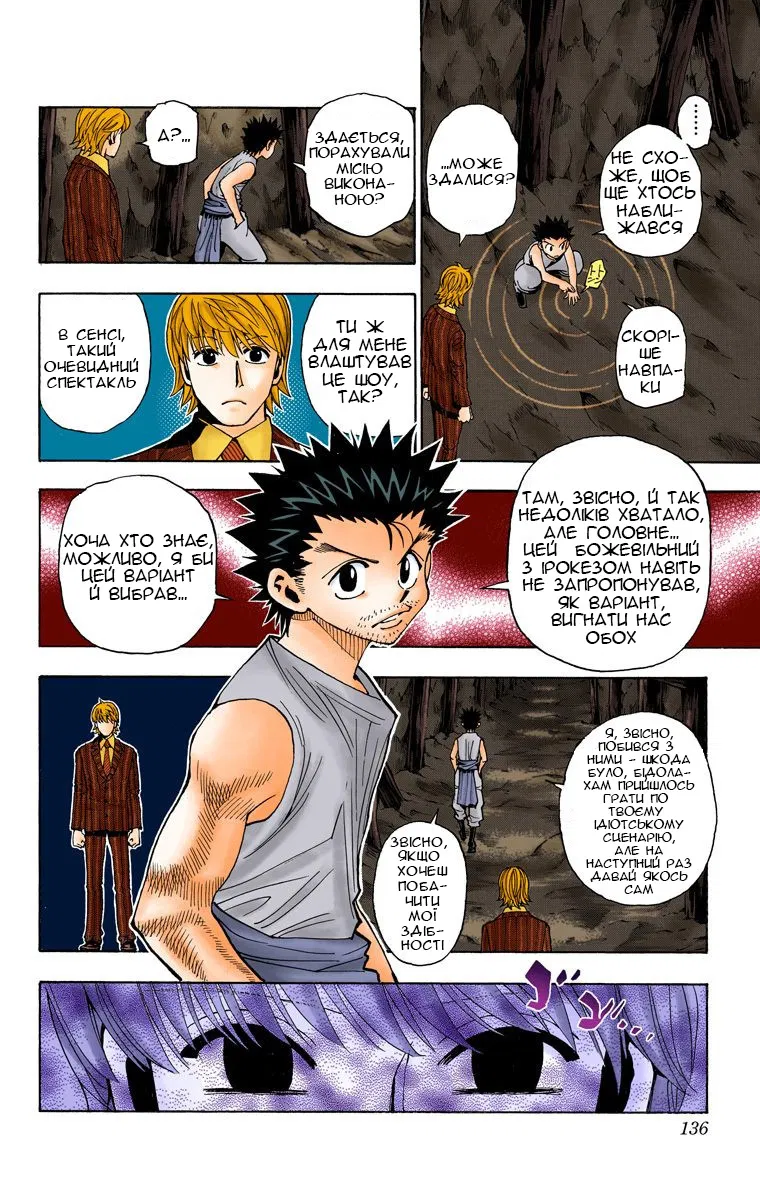 ......
НЕ СХО-
ЖЕ, ЩОБ
ЩЕ ХТОСЬ
НАБЛИ-
ЖАВСЯ
СКОРІ-
ШЕ
НАВПА-
КИ
...МОЖЕ
ЗДАЛИСЯ?
ЗДАЄТЬСЯ,
ПОРАХУВАЛИ
МІСІЮ
ВИКОНА-
НОЮ?
А?...
ТИ Ж
ДЛЯ МЕНЕ
ВЛАШТУВАВ
ЦЕ ШОУ,
ТАК?
В СЕНСІ,
ТАКИЙ
ОЧЕВИДНИЙ
СПЕКТАКЛЬ
ТАМ, ЗВІСНО, Й ТАК
НЕДОЛІКІВ ХВАТАЛО,
АЛЕ ГОЛОВНЕ...
ЦЕЙ БОЖЕВІЛЬНИЙ
З ІРОКЕЗОМ НАВІТЬ
НЕ ЗАПРОПОНУВАВ,
ЯК ВАРІАНТ,
ВИГНАТИ НАС
ОБОХ
ХОЧА ХТО ЗНАЄ,
МОЖЛИВО, Я БИ
ЦЕЙ ВАРІАНТ
Й ВИБРАВ...
Я, ЗВІСНО,
ПОБИВСЯ З
НИМИ - ШКОДА
БУЛО, БІДОЛА-
ХАМ ПРИЙШЛОСЬ
ГРАТИ ПО
ТВОЄМУ
ІДІОТСЬКОМУ
СЦЕНАРІЮ,
АЛЕ НА
НАСТУПНИЙ РАЗ
ДАВАЙ ЯКОСЬ
САМ
ЗВІСНО,
ЯКЩО
ХОЧЕШ
ПОБА-
ЧИТИ
МОЇ
ЗДІБ-
НОСТІ
136